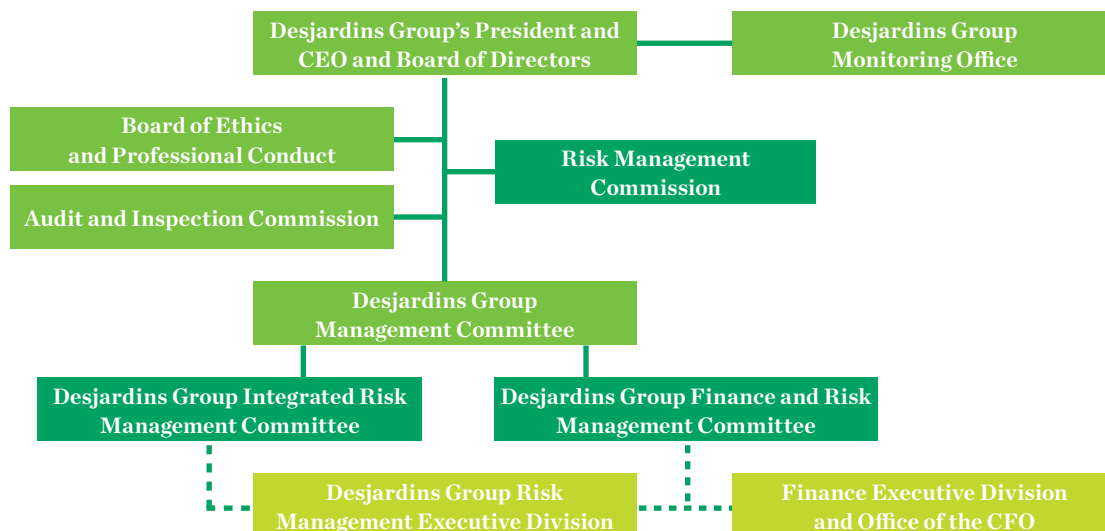 Desjardins Group’s President and
CEO and Board of Directors
Desjardins Group
Monitoring Office
Board of Ethics
and Professional Conduct
Risk Management
Commission
Audit and Inspection Commission
Desjardins Group
Management Committee
Desjardins Group Integrated Risk
Management Committee
Desjardins Group Finance and Risk
Management Committee
Desjardins Group Risk
Management Executive Division
Finance Executive Division
and Office of the CFO